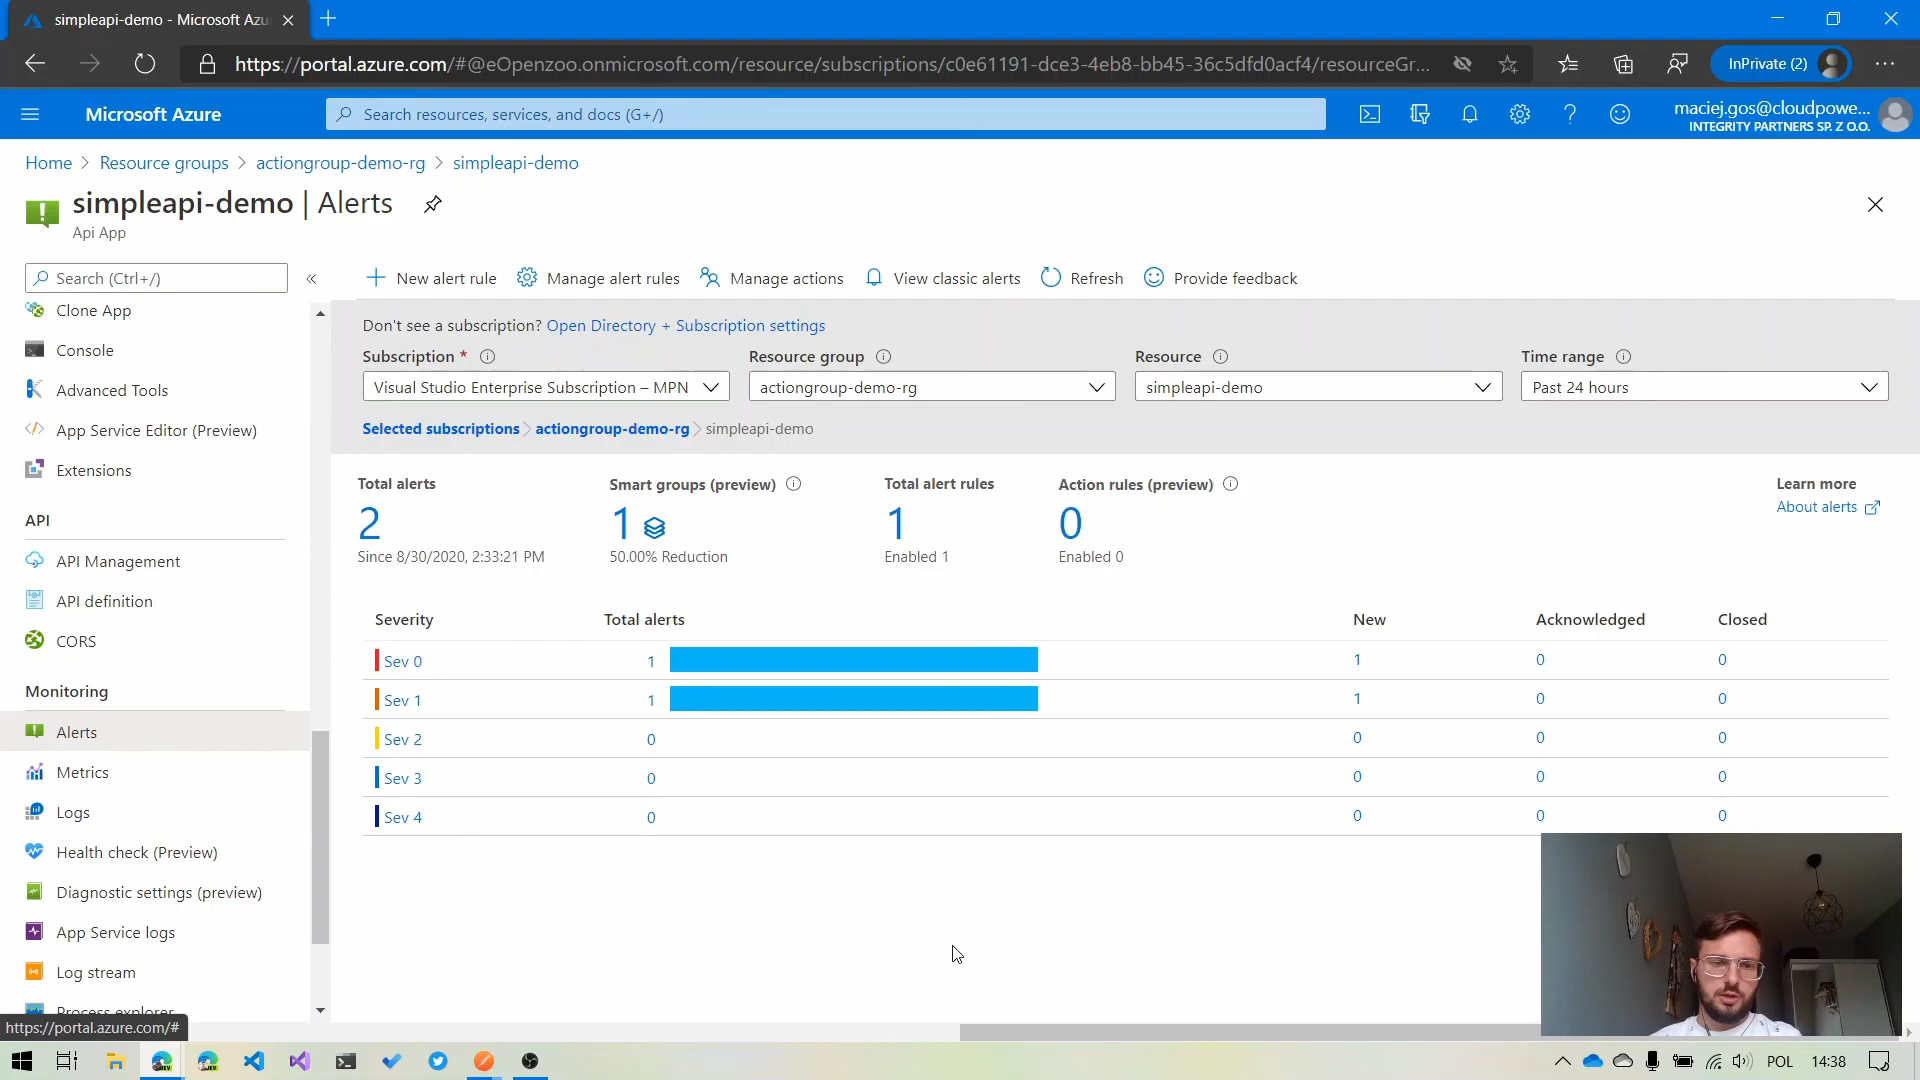 simpleapi-demo - Microsoft Azu
https://portal.azure.com/#@eOpenzoo.onmicrosoft.com/resource/subscriptions/c0e61191-dce3-4eb8-bb45-36c5dfd0acf4/resourceGr...
InPrivate (2)
Microsoft Azure
Search resources, services, and docs (G+/)
maciej.gos@cloudpowe...
INTEGRITY PARTNERS SP. Z O.O.
Home > Resource groups > actiongroup-demo-rg > simpleapi-demo
simpleapi-demo | Alerts
Api App
Search (Ctrl+/)
«
New alert rule
Manage alert rules
Manage actions
View classic alerts
Refresh
Provide feedback
Clone App
Console
Advanced Tools
App Service Editor (Preview)
Extensions
API
API Management
API definition
CORS
Monitoring
Alerts
Metrics
Logs
Health check (Preview)
Diagnostic settings (preview)
App Service logs
Log stream
Process explorer
Don't see a subscription? Open Directory + Subscription settings
Subscription *
Resource group
Resource
Time range
Visual Studio Enterprise Subscription – MPN
actiongroup-demo-rg
simpleapi-demo
Past 24 hours
Selected subscriptions > actiongroup-demo-rg > simpleapi-demo
Total alerts
2
Since 8/30/2020, 2:33:21 PM
Smart groups (preview)
1
50.00% Reduction
Total alert rules
1
Enabled 1
Action rules (preview)
0
Enabled 0
Learn more
About alerts
Severity Total alerts New Acknowledged Closed
Sev 0 1 1 0 0
Sev 1 1 1 0 0
Sev 2 0 0 0 0
Sev 3 0 0 0 0
Sev 4 0 0 0 0
https://portal.azure.com/#
POL
14:38